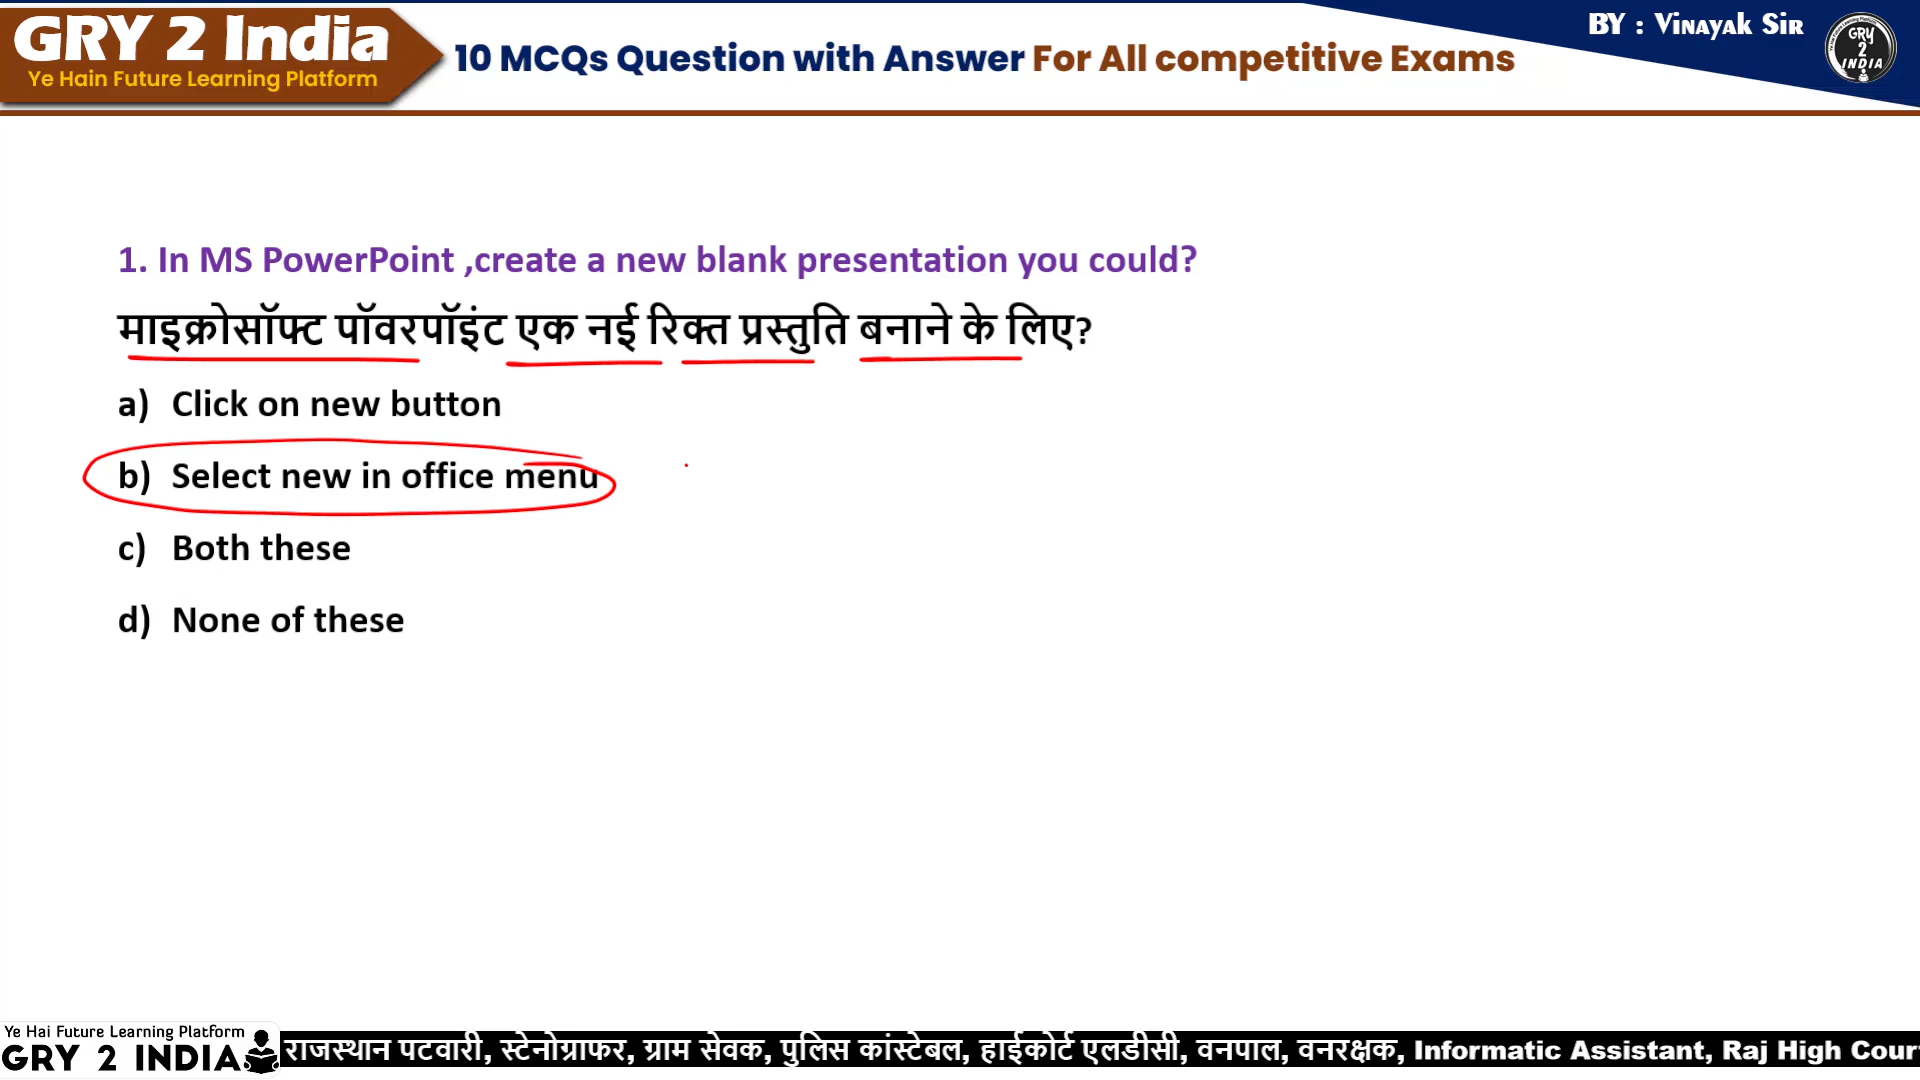 GRY 2 India
Ye Hain Future Learning Platform
10 MCQs Question with Answer For All competitive Exams
BY : Vinayak Sir
GRY
2
INDIA
1. In MS PowerPoint ,create a new blank presentation you could?
माइक्रोसॉफ्ट पॉवरपॉइंट एक नई रिक्त प्रस्तुति बनाने के लिए?
a) Click on new button
b) Select new in office menu
c) Both these
d) None of these
Ye Hai Future Learning Platform
GRY 2 INDIA
राजस्थान पटवारी, स्टेनोग्राफर, ग्राम सेवक, पुलिस कांस्टेबल, हाईकोर्ट एलडीसी, वनपाल, वनरक्षक, Informatic Assistant, Raj High Cour